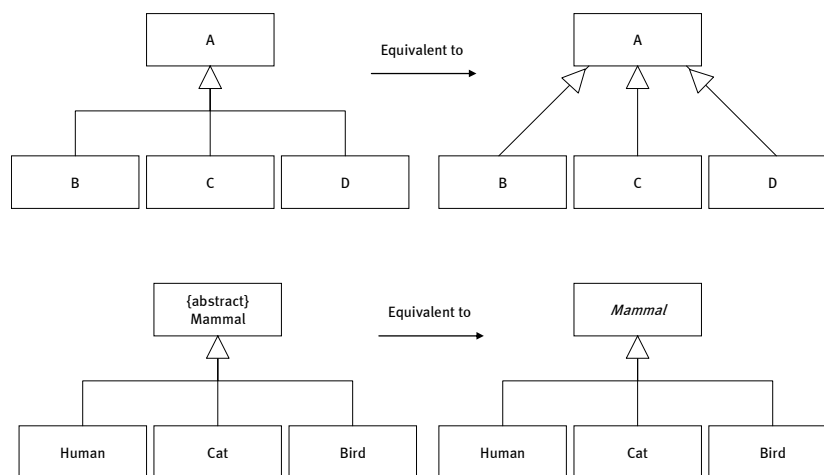 A
Equivalent to
A
B
C
D
B
C
D
{abstract}
Mammal
Equivalent to
Mammal
Human
Cat
Bird
Human
Cat
Bird